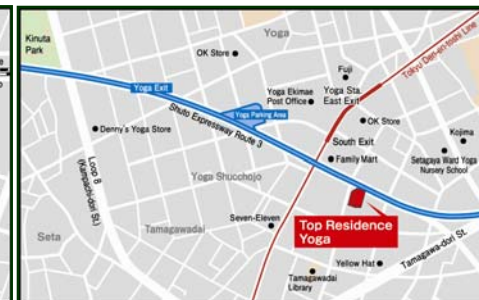 Kinuta
Park
Yoga
OK Store
Fuji
Tokyu Den-en-toshi Line
Yoga Exit
Yoga Ekimae
Post Office
Yoga Sta.
East Exit
Yoga Parking Area
Shuto Expressway Route 3
OK Store
Denny's Yoga Store
South Exit
Kojima
Family Mart
Setagaya Ward Yoga
Nursery School
Loop 8
(Kampachi-dori St.)
Yoga Shucchojo
Seven-Eleven
Top Residence
Yoga
Tamagawadai
Seta
Tamagawa-dori St.
Yellow Hat
Tamagawadai
Library